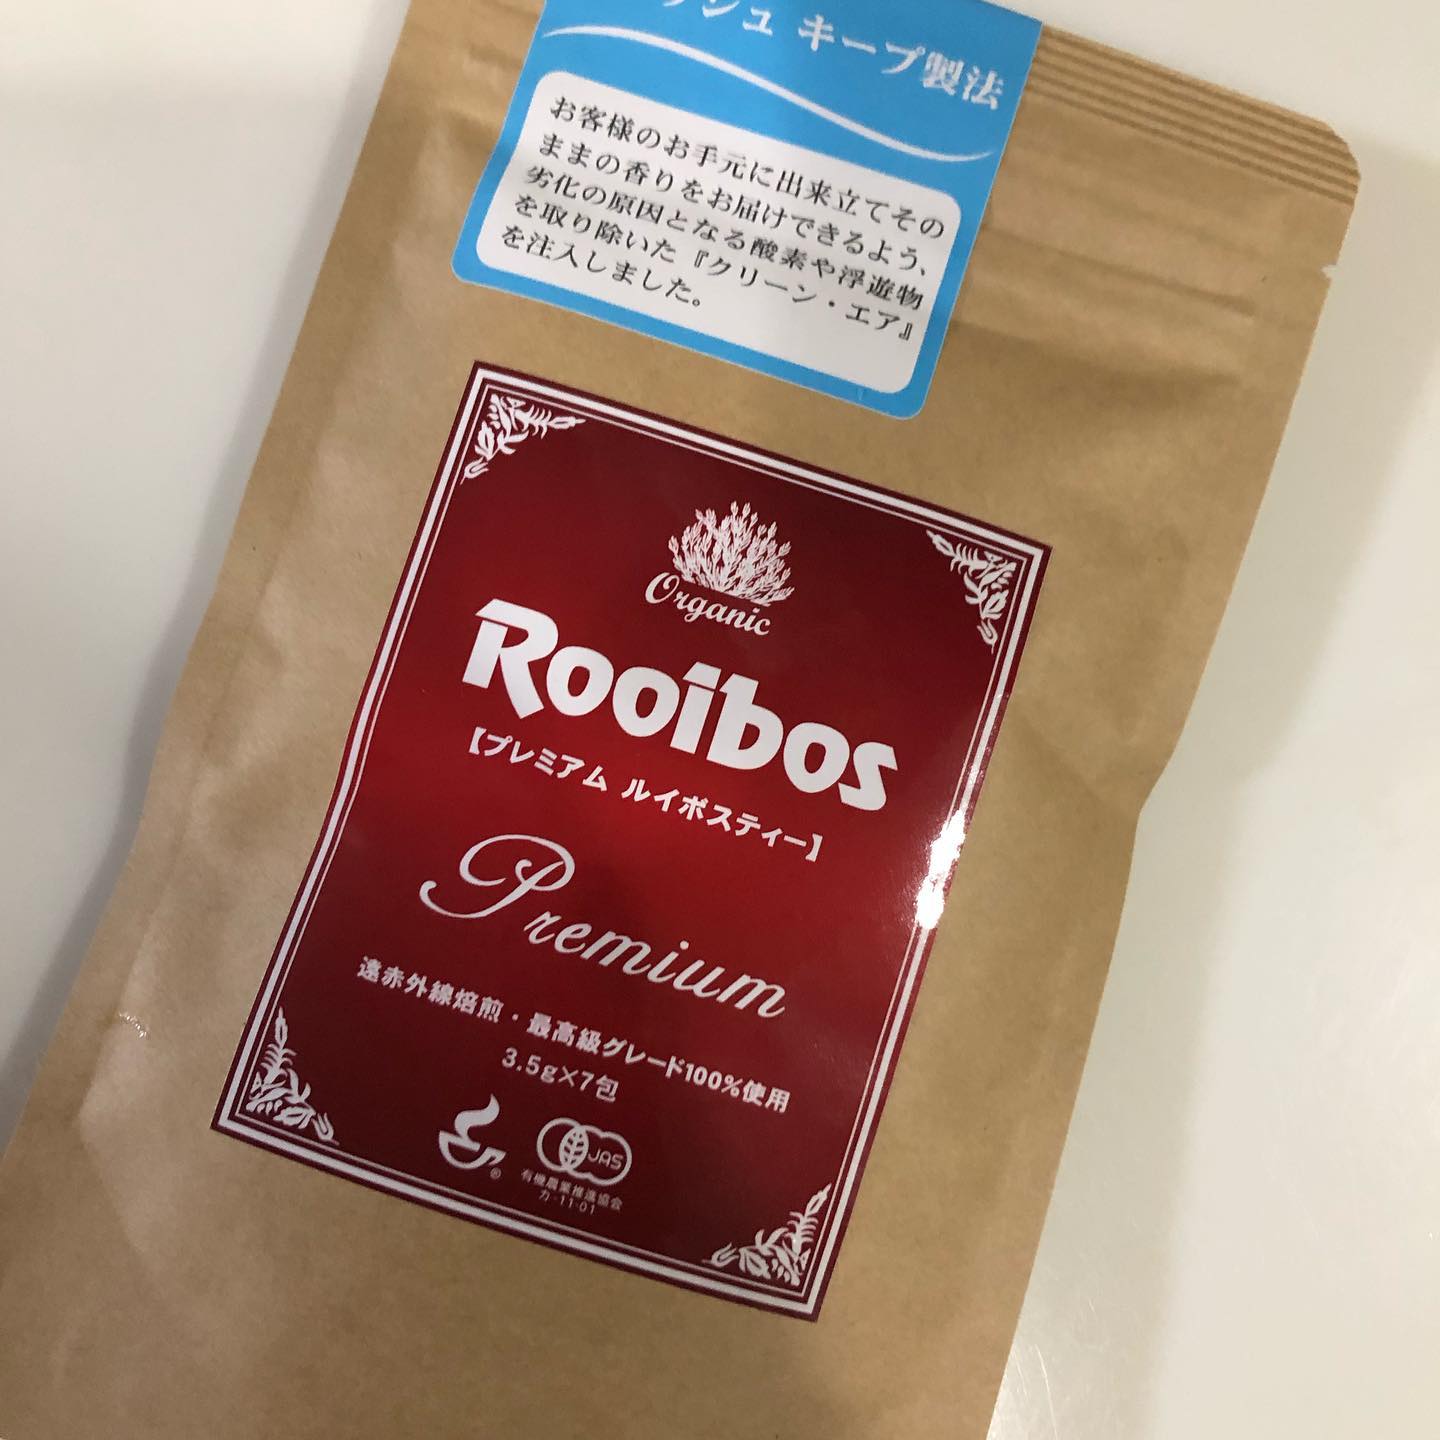 ッシュ キープ製法
お客様のお手元に出来立てその
ままの香りをお届けできるよう、
劣化の原因となる酸素や浮遊物
を取り除いた『クリーン・エア』
を注入しました。
Organic
Rooibos
【プレミアム ルイボスティー】
Premium
遠赤外線焙煎・最高級グレード100%使用
3.5g×7包
® JAS
有機農業推進協会
カ-11-01